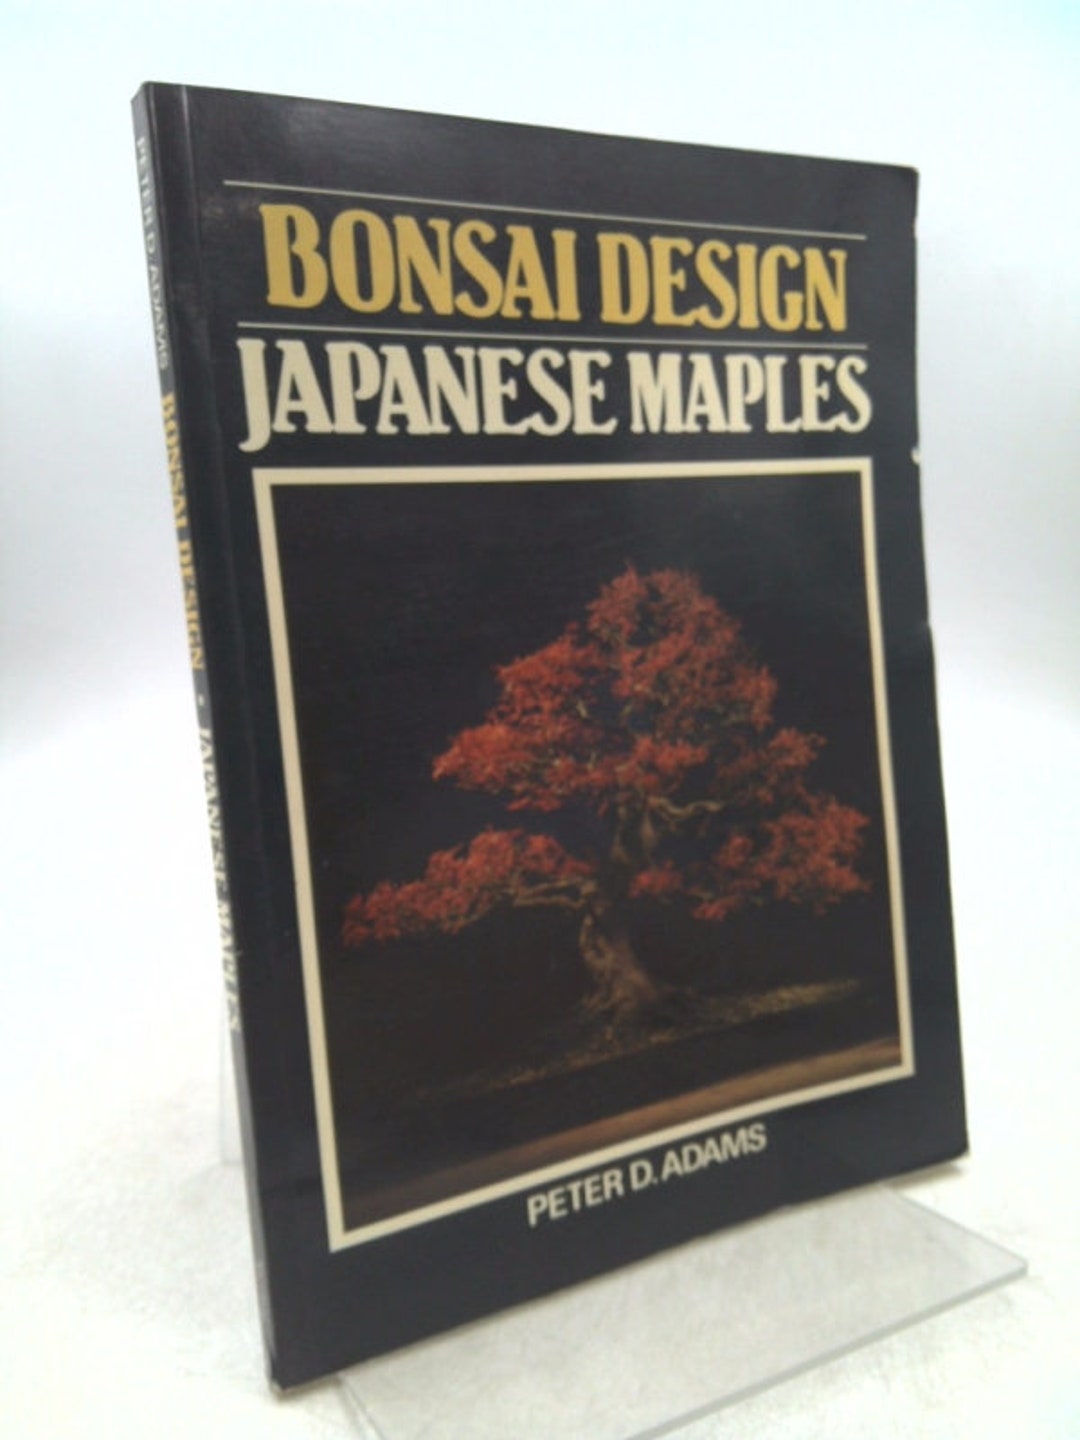 BONSAI DESIGN
JAPANESE MAPLES
PETER D. ADAMS
PETER D. ADAMS BONSAI DESIGN • JAPANESE MAPLES